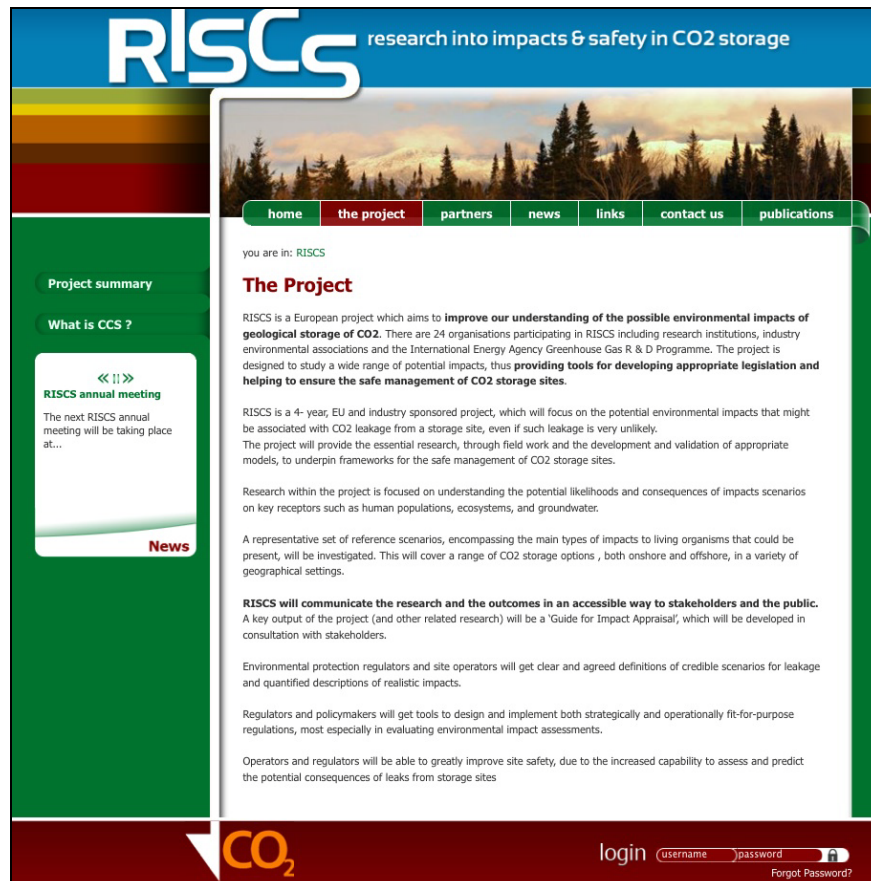 RISCS
research into impacts & safety in CO2 storage
home
the project
partners
news
links
contact us
publications
you are in: RISCS
Project summary
What is CCS ?
RISCS annual meeting
The next RISCS annual
meeting will be taking place
at...
News
The Project
RISCS is a European project which aims to improve our understanding of the possible environmental impacts of
geological storage of CO2. There are 24 organisations participating in RISCS including research institutions, industry
environmental associations and the International Energy Agency Greenhouse Gas R & D Programme. The project is
designed to study a wide range of potential impacts, thus providing tools for developing appropriate legislation and
helping to ensure the safe management of CO2 storage sites.
RISCS is a 4- year, EU and industry sponsored project, which will focus on the potential environmental impacts that might
be associated with CO2 leakage from a storage site, even if such leakage is very unlikely.
The project will provide the essential research, through field work and the development and validation of appropriate
models, to underpin frameworks for the safe management of CO2 storage sites.
Research within the project is focused on understanding the potential likelihoods and consequences of impacts scenarios
on key receptors such as human populations, ecosystems, and groundwater.
A representative set of reference scenarios, encompassing the main types of impacts to living organisms that could be
present, will be investigated. This will cover a range of CO2 storage options , both onshore and offshore, in a variety of
geographical settings.
RISCS will communicate the research and the outcomes in an accessible way to stakeholders and the public.
A key output of the project (and other related research) will be a ‘Guide for Impact Appraisal’, which will be developed in
consultation with stakeholders.
Environmental protection regulators and site operators will get clear and agreed definitions of credible scenarios for leakage
and quantified descriptions of realistic impacts.
Regulators and policymakers will get tools to design and implement both strategically and operationally fit-for-purpose
regulations, most especially in evaluating environmental impact assessments.
Operators and regulators will be able to greatly improve site safety, due to the increased capability to assess and predict
the potential consequences of leaks from storage sites
CO2
login
username
password
Forgot Password?